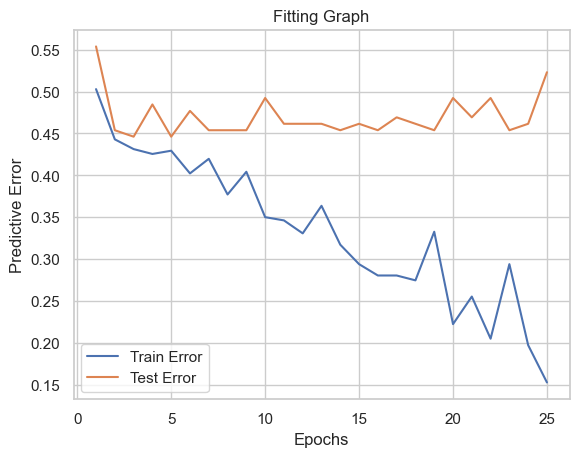 Fitting Graph
0.55
0.50
0.45
0.40
0.35
0.30
0.25
0.20
0.15
Predictive Error
Train Error
Test Error
0 5 10 15 20 25
Epochs